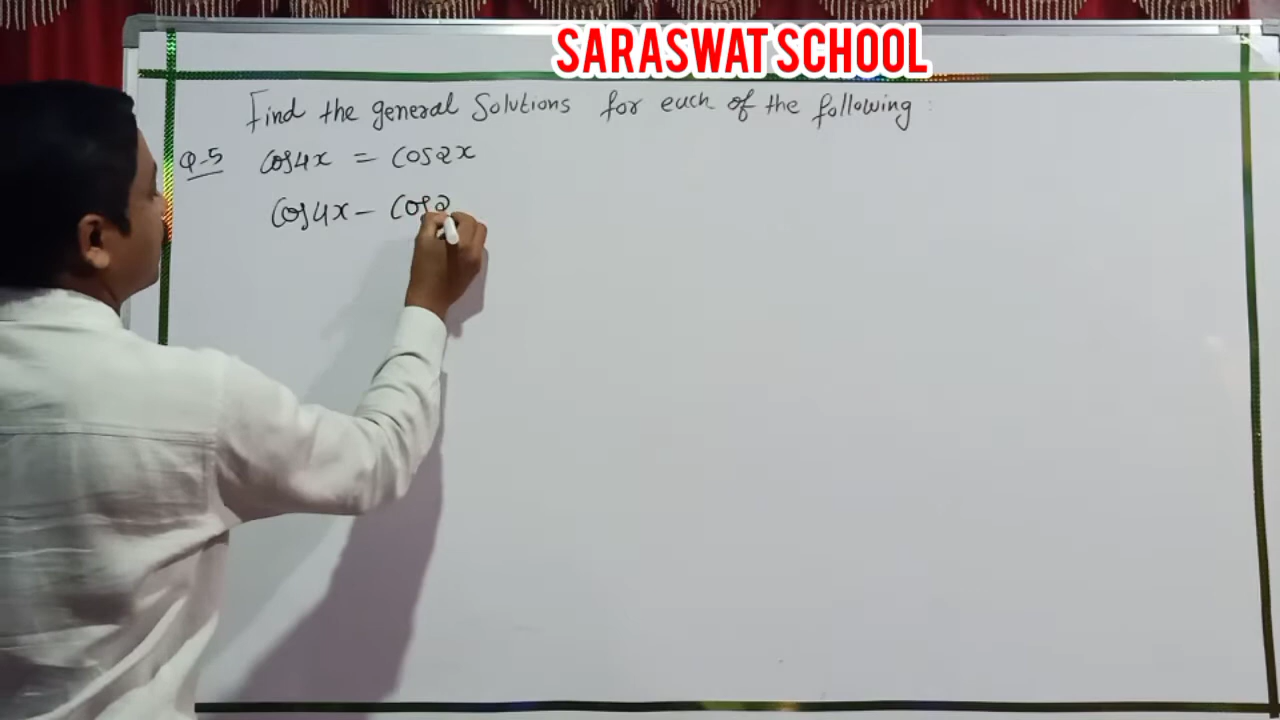 SARASWAT SCHOOL
Find the general Solutions for each of the following :
Q-5 Cos4x = Cos2x
Cos4x - Cos2